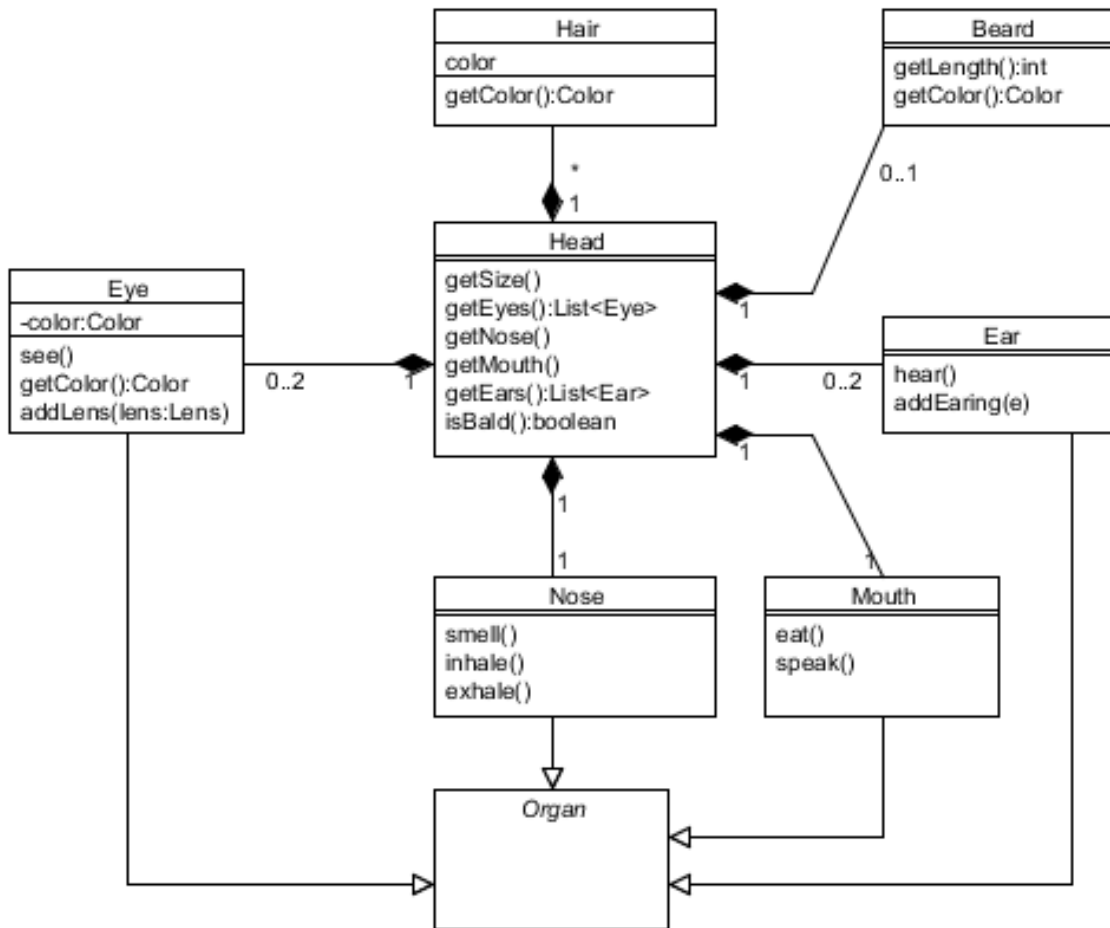 Hair
color
getColor():Color
*
1
Beard
getLength():int
getColor():Color
0..1
1
Head
getSize()
getEyes():List<Eye>
getNose()
getMouth()
getEars():List<Ear>
isBald():boolean
Eye
-color:Color
see()
getColor():Color
addLens(lens:Lens)
0..2
1
1
0..2
Ear
hear()
addEaring(e)
1
1
1
1
Nose
smell()
inhale()
exhale()
Mouth
eat()
speak()
Organ